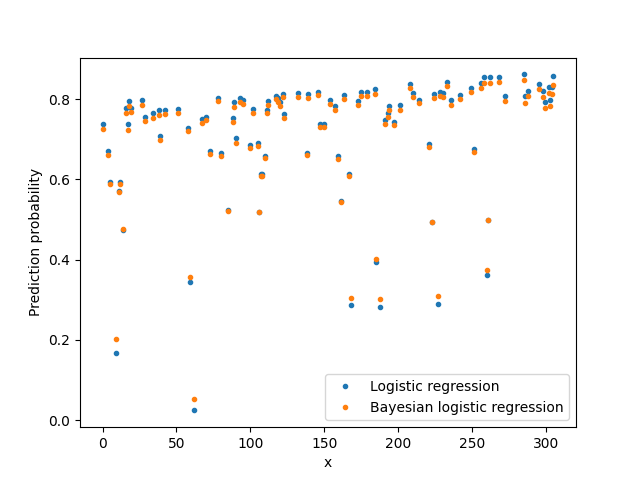 0.8
0.6
0.4
0.2
0.0
Prediction probability
Logistic regression
Bayesian logistic regression
0 50 100 150 200 250 300
x